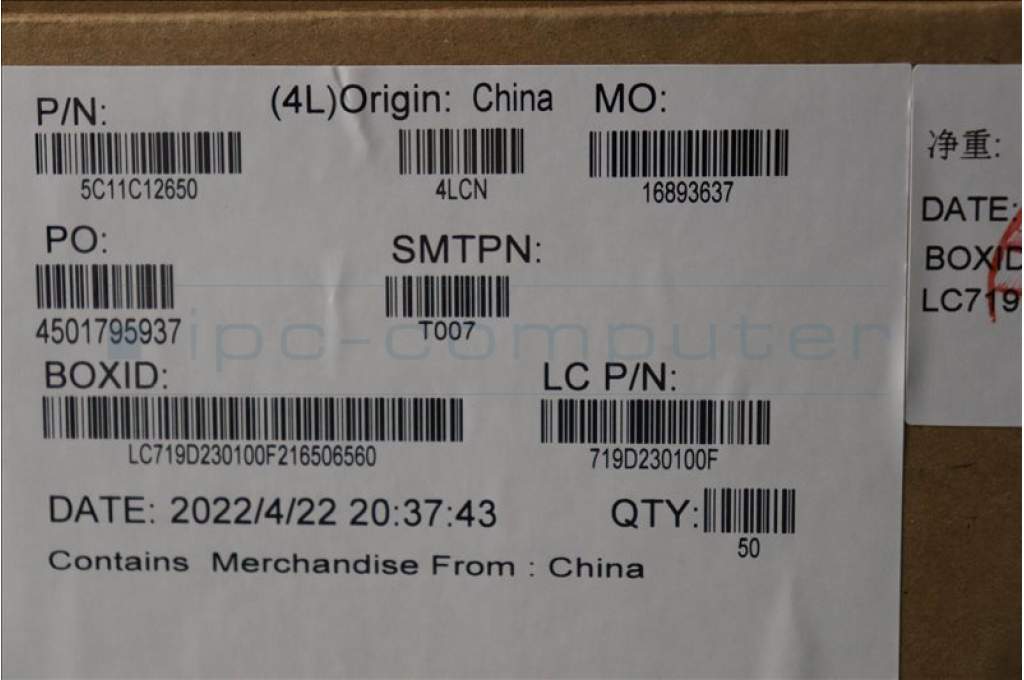 P/N: (4L)Origin: China MO:
5C11C12650 4LCN 16893637
PO: SMTPN:
4501795937 T007
BOXID: LC P/N:
LC719D230100F216506560 719D230100F
DATE: 2022/4/22 20:37:43 QTY:
50
Contains Merchandise From : China
净重:
DATE:
BOXID
LC719
ipc-computer